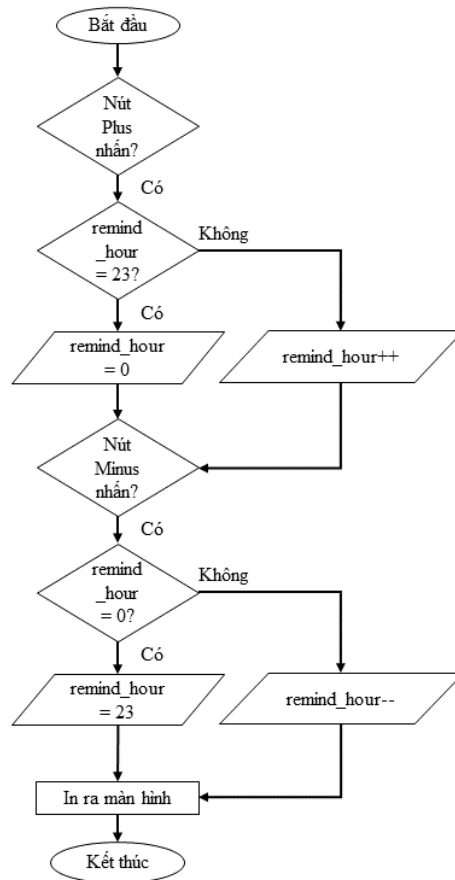 Bắt đầu
Nút
Plus
nhấn?
Có
remind
_hour
= 23?
Không
Có
remind_hour
= 0
remind_hour++
Nút
Minus
nhấn?
Có
remind
_hour
= 0?
Không
Có
remind_hour
= 23
remind_hour--
In ra màn hình
Kết thúc